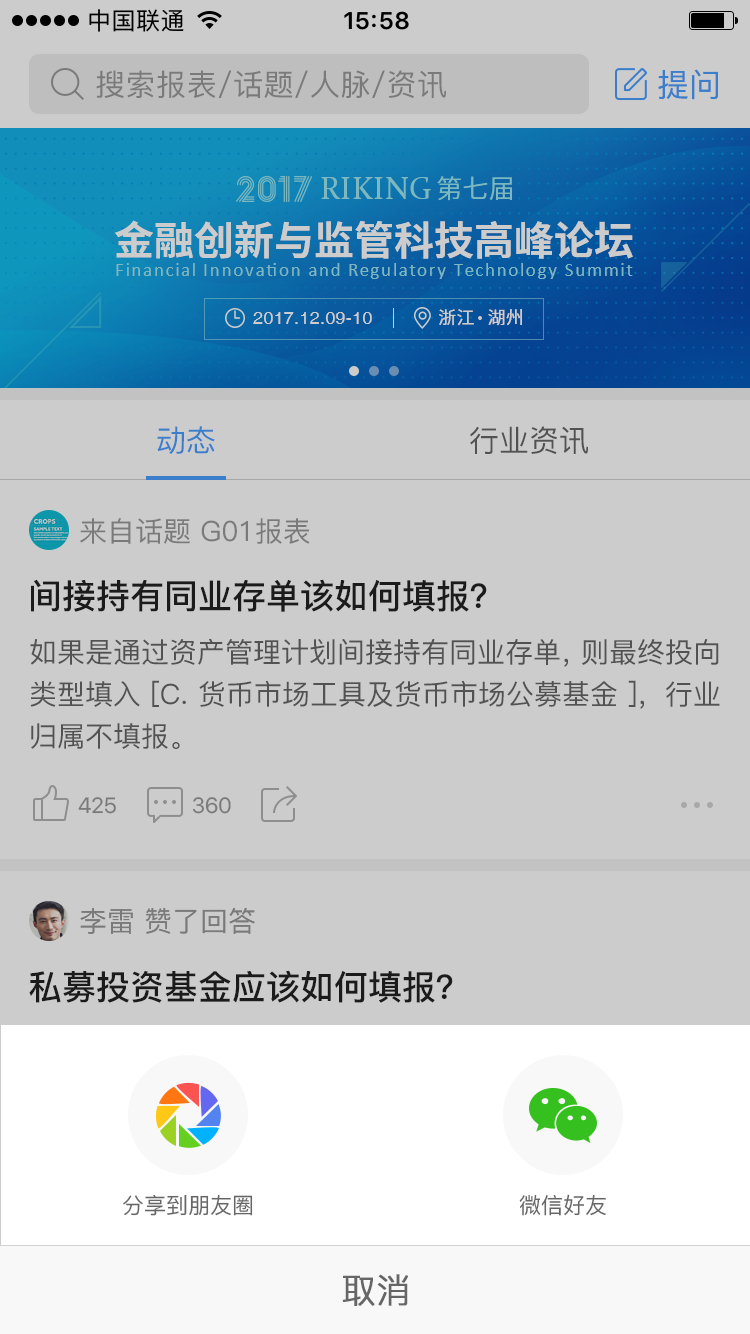 中国联通
15:58
搜索报表/话题/人脉/资讯
提问
2017 RIKING 第七届
金融创新与监管科技高峰论坛
Financial Innovation and Regulatory Technology Summit
2017.12.09-10
浙江·湖州
动态
行业资讯
CROPS
SAMPLE TEXT
来自话题 G01报表
间接持有同业存单该如何填报?
如果是通过资产管理计划间接持有同业存单, 则最终投向
类型填入 [C. 货币市场工具及货币市场公募基金 ], 行业
归属不填报。
425
360
李雷 赞了回答
私募投资基金应该如何填报?
分享到朋友圈
微信好友
取消